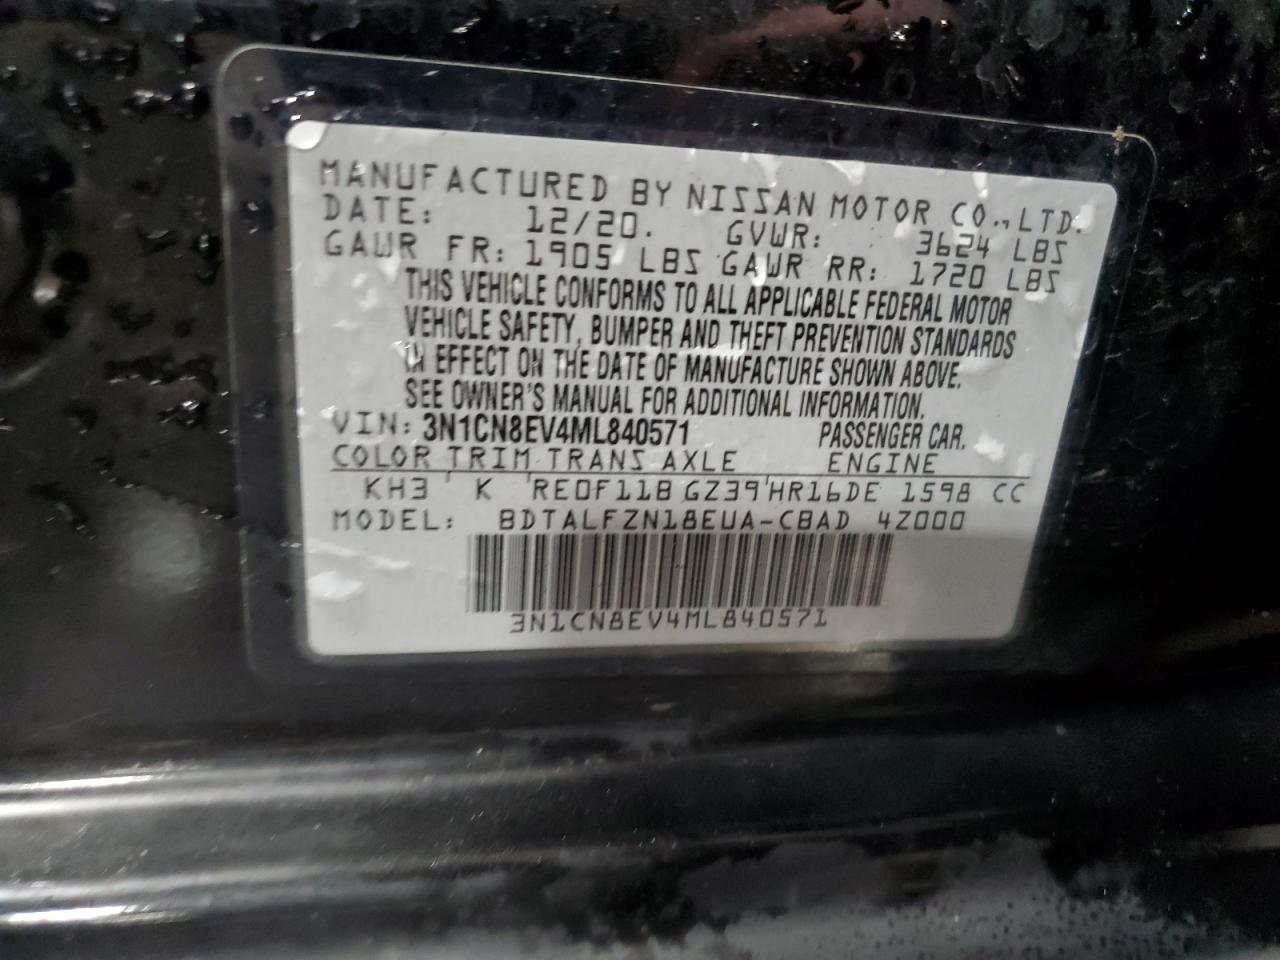 MANUFACTURED BY NISSAN MOTOR CO., LTD.
DATE: 12/20. GVWR: 3624 LBS
GAWR FR: 1905 LBS GAWR RR: 1720 LBS
THIS VEHICLE CONFORMS TO ALL APPLICABLE FEDERAL MOTOR
VEHICLE SAFETY, BUMPER AND THEFT PREVENTION STANDARDS
IN EFFECT ON THE DATE OF MANUFACTURE SHOWN ABOVE.
SEE OWNER'S MANUAL FOR ADDITIONAL INFORMATION.
VIN: 3N1CN8EV4ML840571 PASSENGER CAR.
COLOR TRIM TRANS AXLE ENGINE
KH3 K RE0F11B GZ39 HR16DE 1598 CC
MODEL: BDTALFZN18EUA-CBAD 4Z000
3N1CN8EV4ML840571